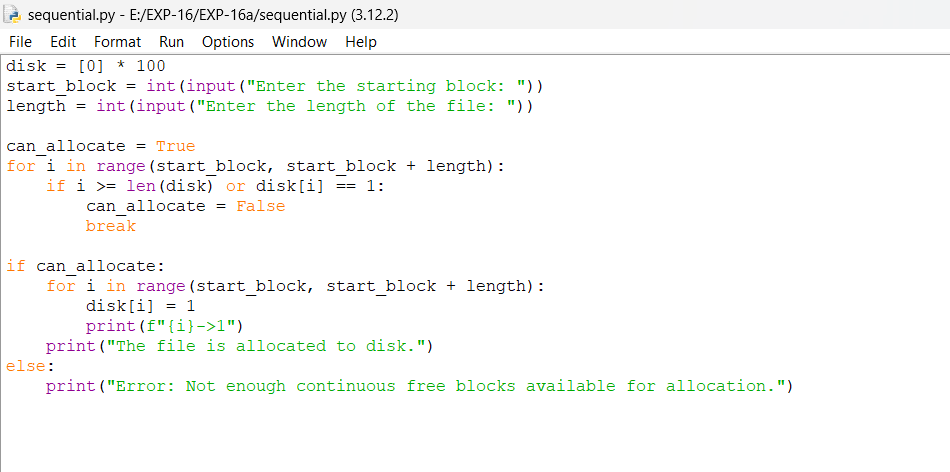 sequential.py - E:/EXP-16/EXP-16a/sequential.py (3.12.2)
File Edit Format Run Options Window Help
disk = [0] * 100
start_block = int(input("Enter the starting block: "))
length = int(input("Enter the length of the file: "))

can_allocate = True
for i in range(start_block, start_block + length):
    if i >= len(disk) or disk[i] == 1:
        can_allocate = False
        break

if can_allocate:
    for i in range(start_block, start_block + length):
        disk[i] = 1
        print(f"{i}->1")
    print("The file is allocated to disk.")
else:
    print("Error: Not enough continuous free blocks available for allocation.")